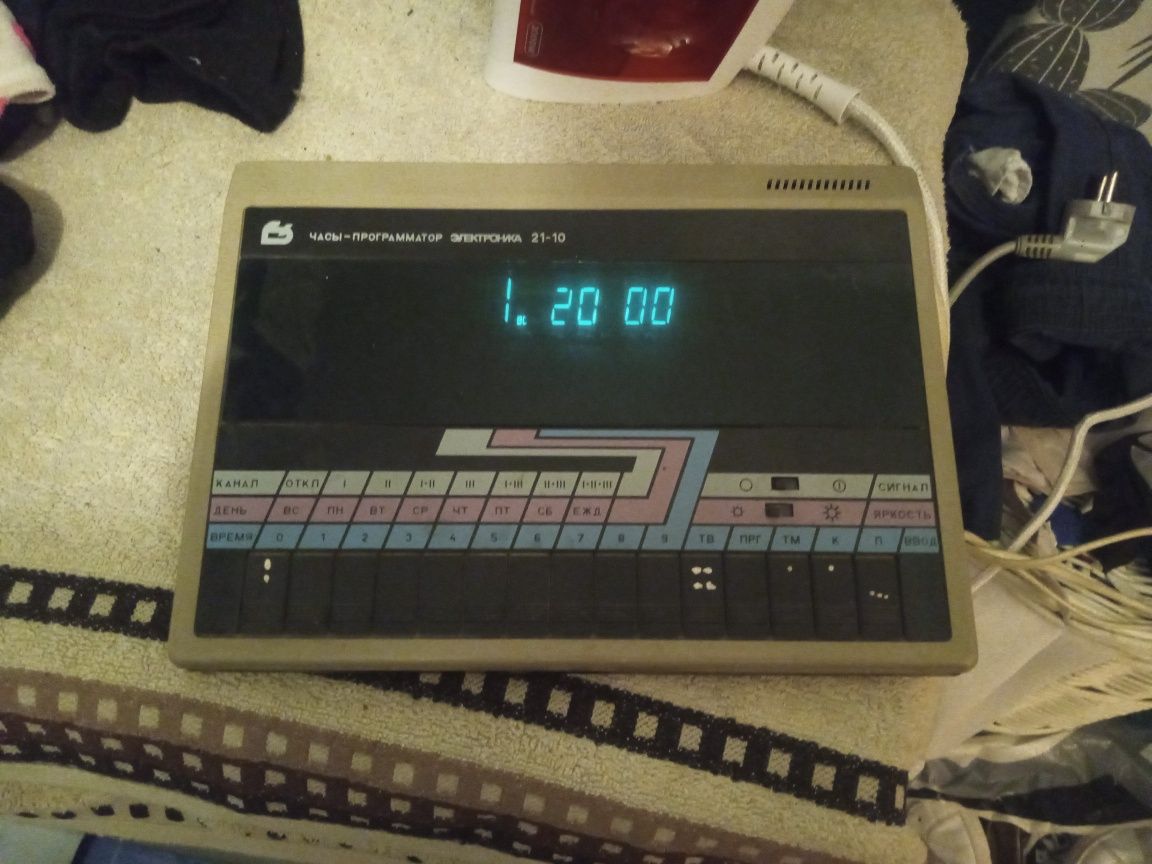 ЧАСЫ-ПРОГРАММАТОР ЭЛЕКТРОНИКА 21-10
1. 20 00
КАНАЛ ОТКЛ I II I·II III I·III II·III I·II·III СИГНАЛ
ДЕНЬ ВС ПН ВТ СР ЧТ ПТ СБ ЕЖД ЯРКОСТЬ
ВРЕМЯ 0 1 2 3 4 5 6 7 8 9 ТВ ПРГ ТМ К П ВВОД